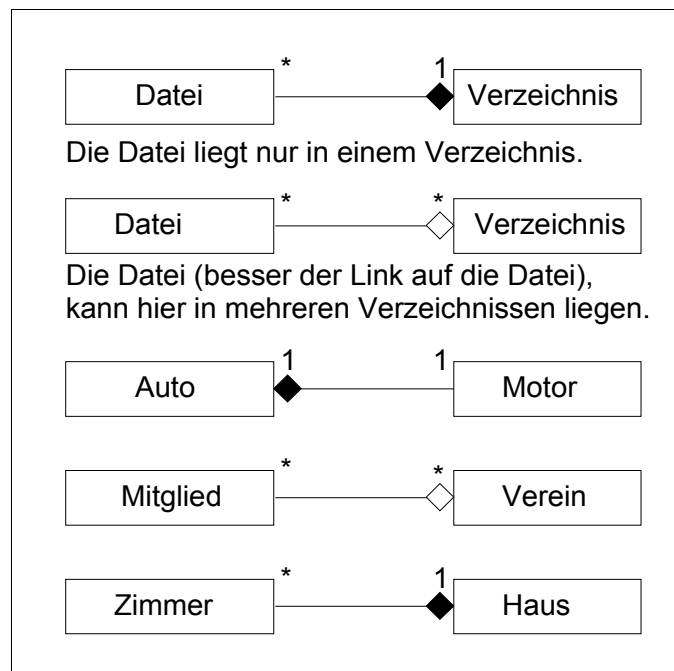 * 1
Datei Verzeichnis
Die Datei liegt nur in einem Verzeichnis.
* *
Datei Verzeichnis
Die Datei (besser der Link auf die Datei),
kann hier in mehreren Verzeichnissen liegen.
1 1
Auto Motor
* *
Mitglied Verein
* 1
Zimmer Haus